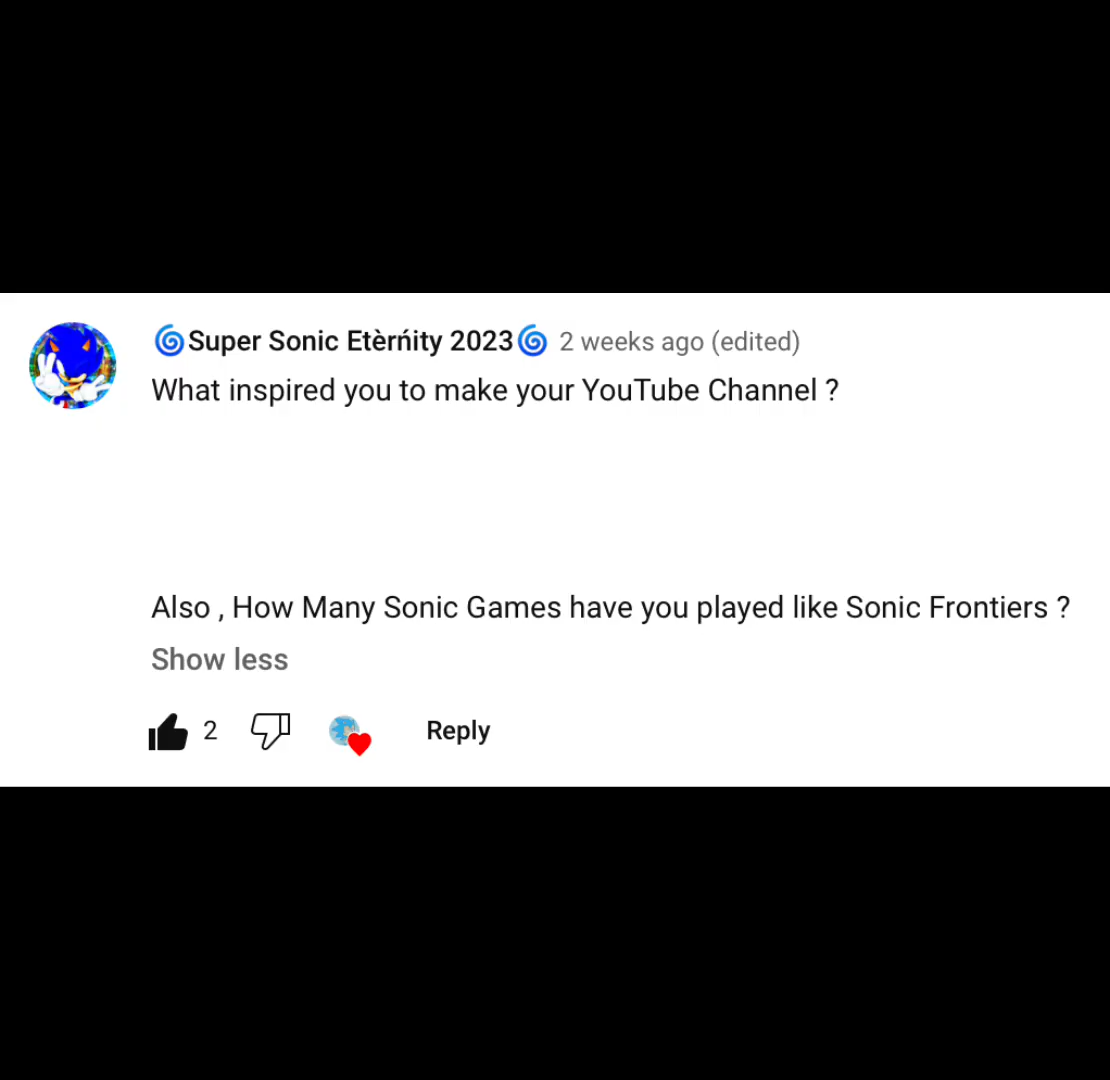 🌀Super Sonic Etèrńity 2023🌀 2 weeks ago (edited)
What inspired you to make your YouTube Channel ?
Also , How Many Sonic Games have you played like Sonic Frontiers ?
Show less
2 Reply